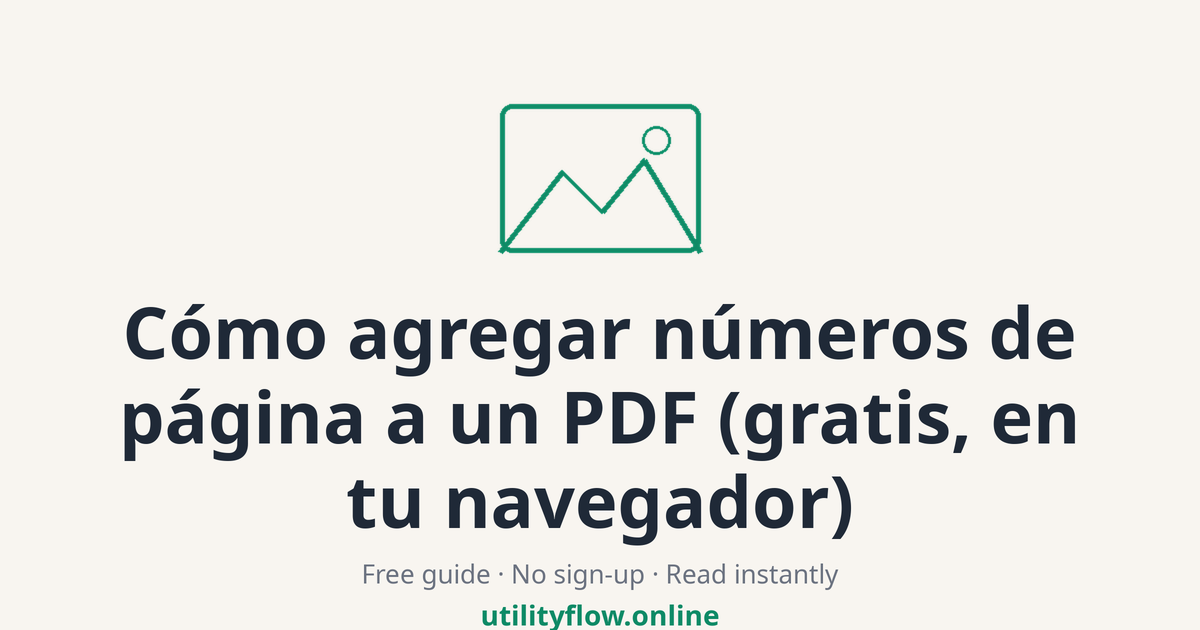 Cómo agregar números de
página a un PDF (gratis, en
tu navegador)
Free guide · No sign-up · Read instantly
utilityflow.online